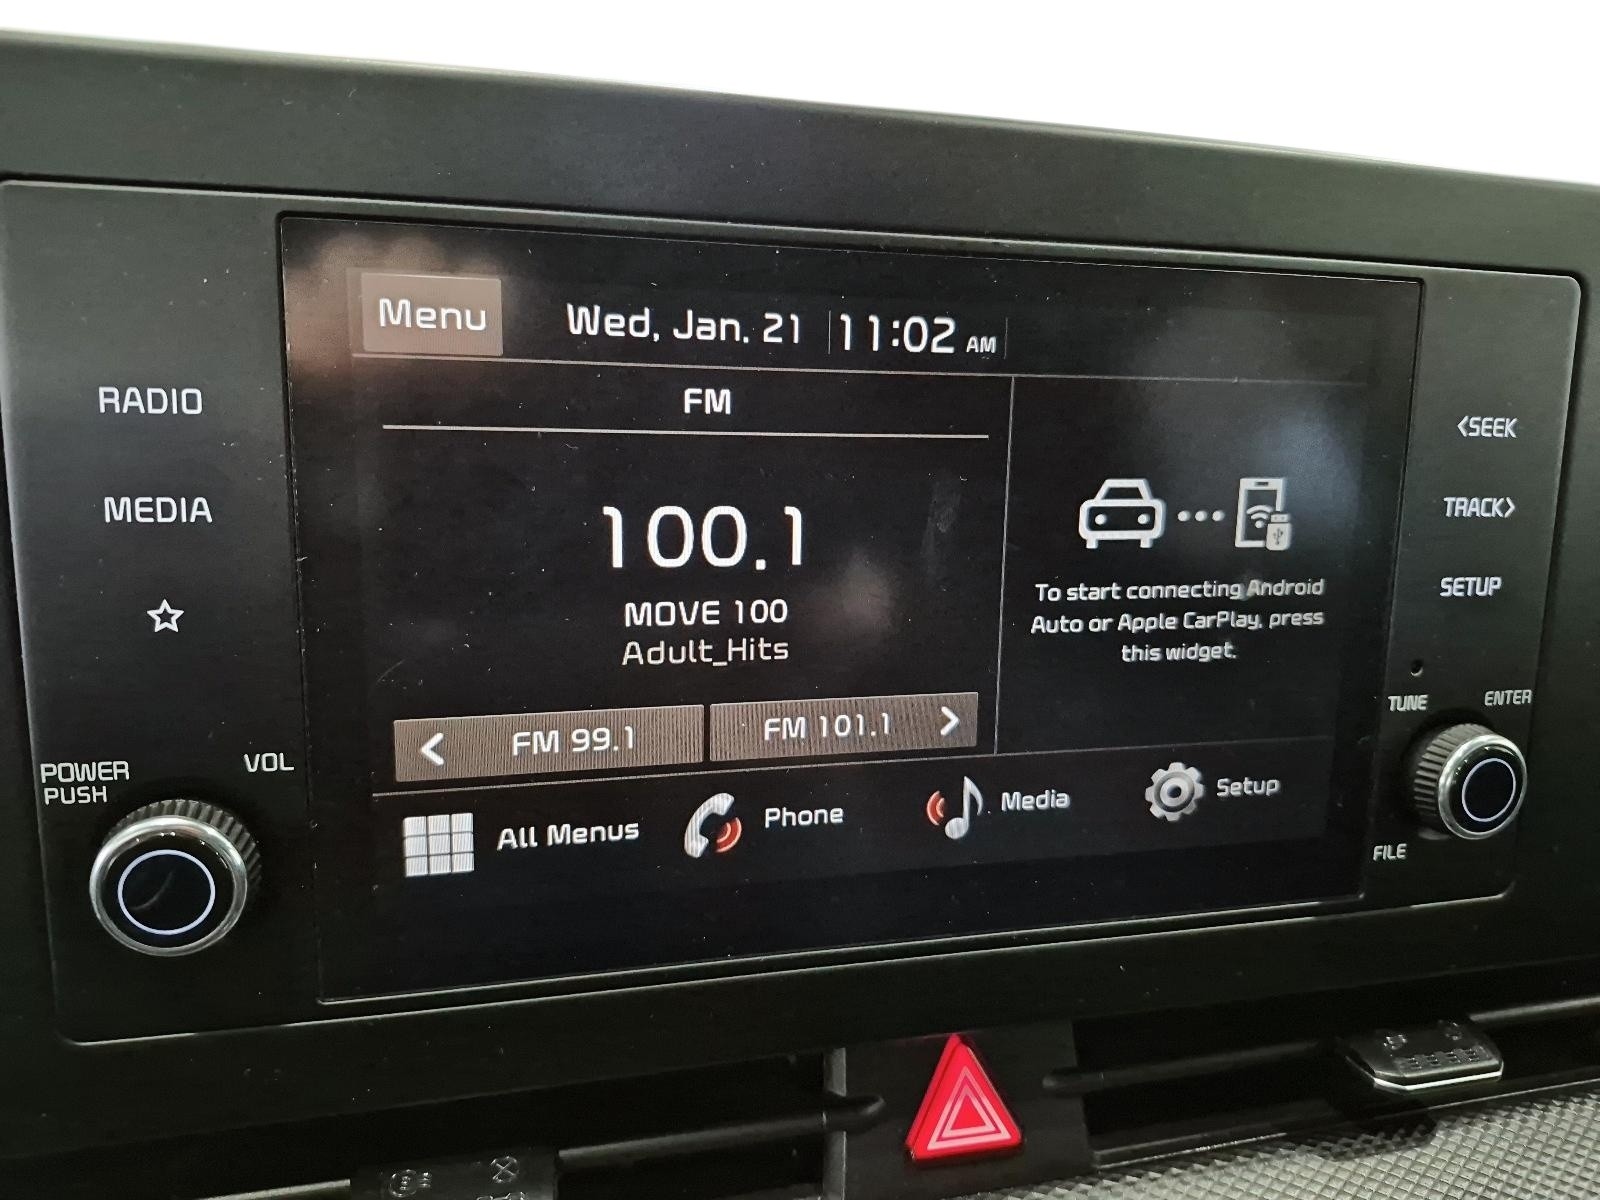 Menu
Wed, Jan. 21
11:02 AM
RADIO
MEDIA
POWER
PUSH
VOL
FM
100.1
MOVE 100
Adult_Hits
FM 99.1
FM 101.1
To start connecting Android
Auto or Apple CarPlay, press
this widget.
All Menus
Phone
Media
Setup
<SEEK
TRACK>
SETUP
TUNE
ENTER
FILE